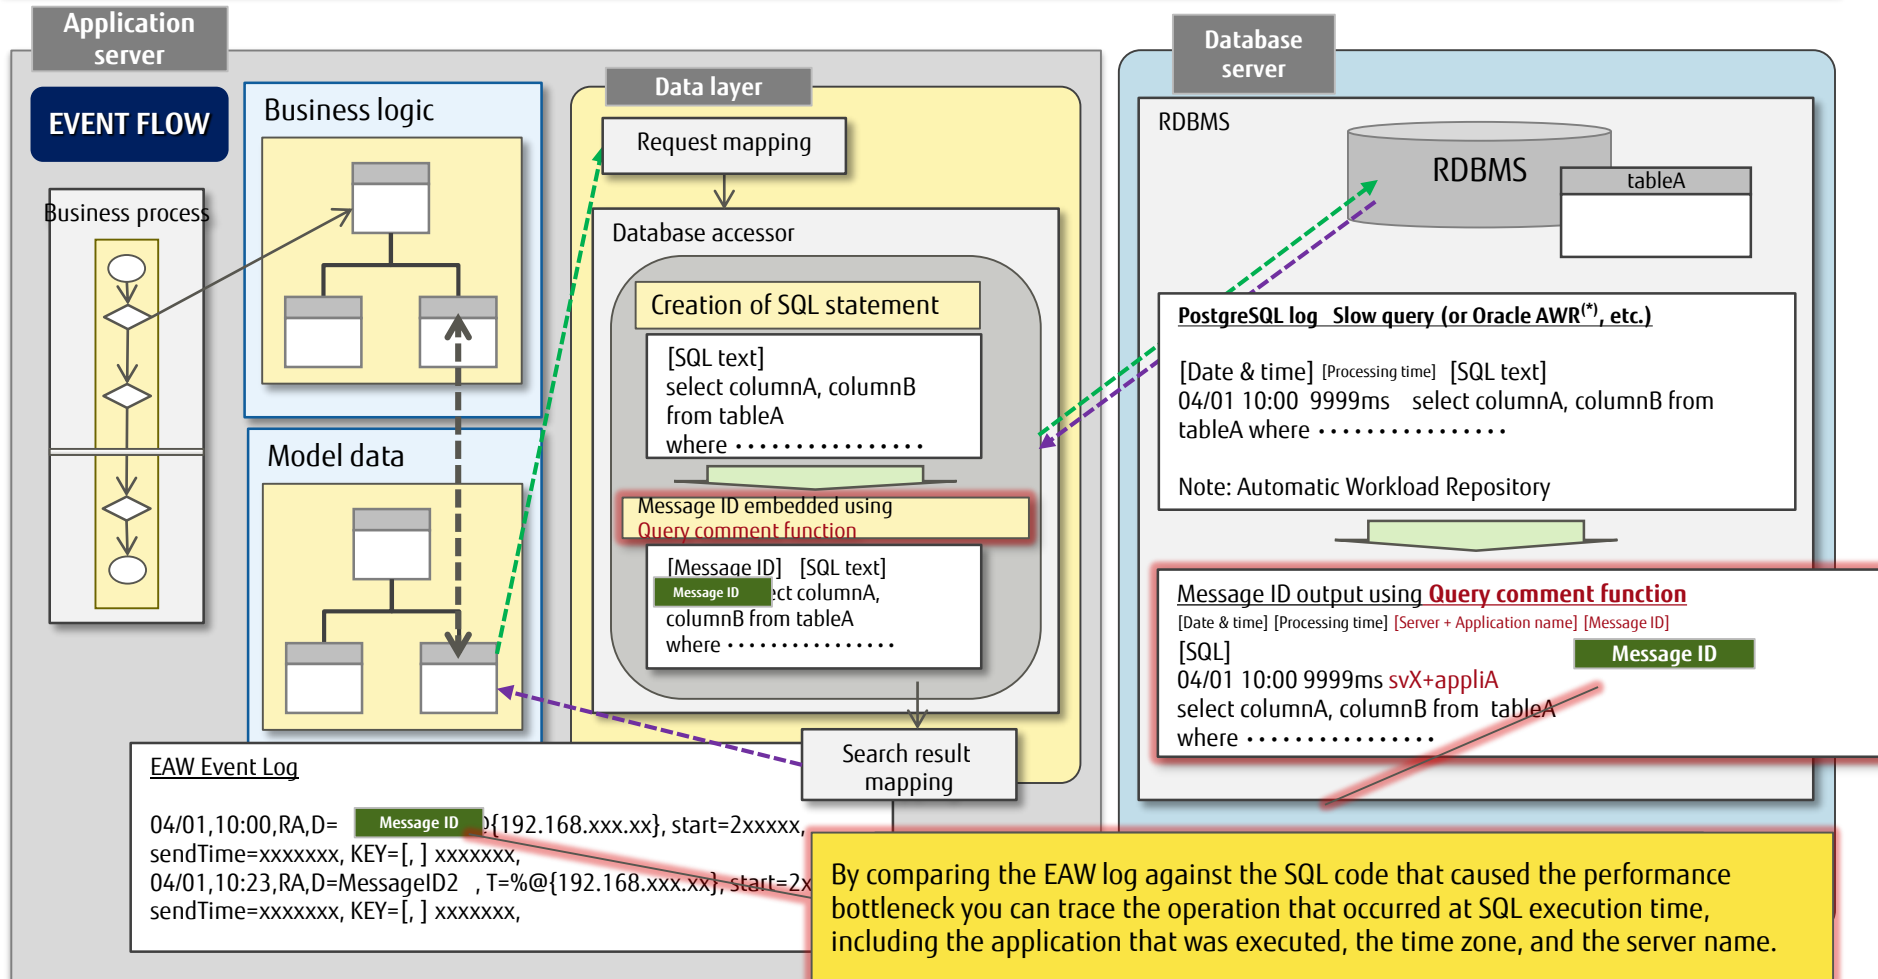 Application
server
EVENT FLOW
Business process
Business logic
Model data
Data layer
Request mapping
Database accessor
Creation of SQL statement
[SQL text]
select columnA, columnB
from tableA
where ················
Message ID embedded using
Query comment function
[Message ID] [SQL text]
Message ID ect columnA,
columnB from tableA
where ················
Search result
mapping
EAW Event Log
04/01,10:00,RA,D= Message ID @{192.168.xxx.xx}, start=2xxxxx,
sendTime=xxxxxxx, KEY=[, ] xxxxxxx,
04/01,10:23,RA,D=MessageID2 , T=%@{192.168.xxx.xx}, start=2x
sendTime=xxxxxxx, KEY=[, ] xxxxxxx,
Database
server
RDBMS
RDBMS
tableA
PostgreSQL log Slow query (or Oracle AWR(*), etc.)
[Date & time] [Processing time] [SQL text]
04/01 10:00 9999ms select columnA, columnB from
tableA where ················
Note: Automatic Workload Repository
Message ID output using Query comment function
[Date & time] [Processing time] [Server + Application name] [Message ID]
[SQL]
Message ID
04/01 10:00 9999ms svX+appliA
select columnA, columnB from tableA
where ················
By comparing the EAW log against the SQL code that caused the performance
bottleneck you can trace the operation that occurred at SQL execution time,
including the application that was executed, the time zone, and the server name.